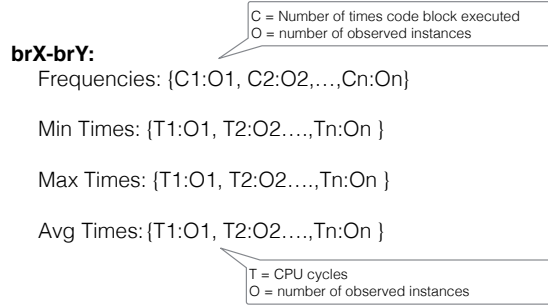 C = Number of times code block executed
O = number of observed instances
brX-brY:
Frequencies: {C1:O1, C2:O2,…,Cn:On}
Min Times: {T1:O1, T2:O2….,Tn:On }
Max Times: {T1:O1, T2:O2….,Tn:On }
Avg Times: {T1:O1, T2:O2….,Tn:On }
T = CPU cycles
O = number of observed instances